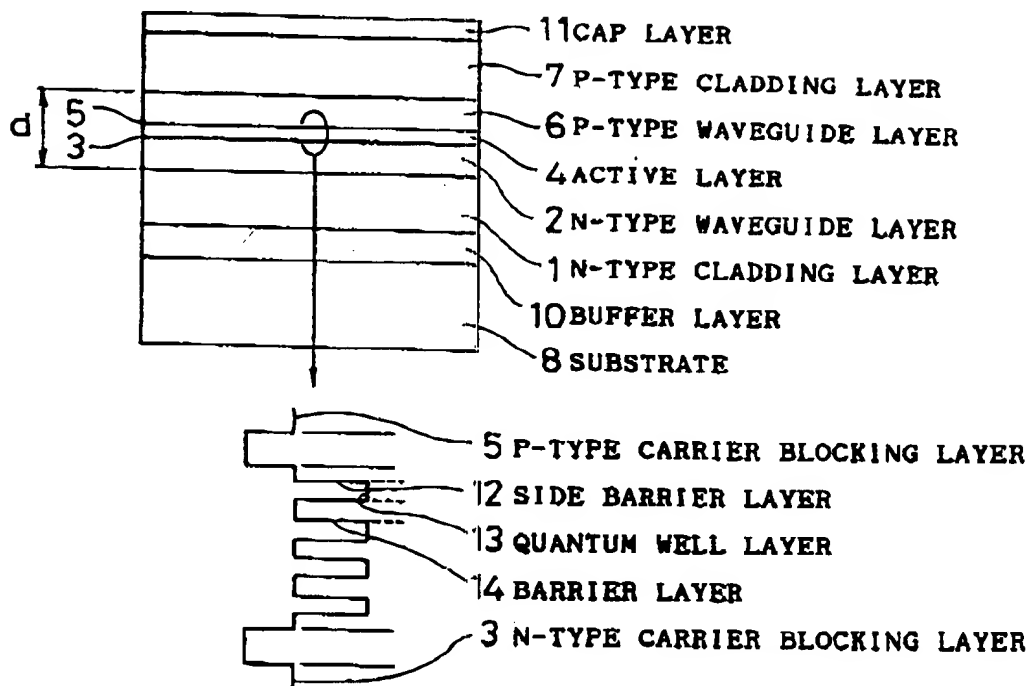 11 CAP LAYER
7 P-TYPE CLADDING LAYER
d
5
6 P-TYPE WAVEGUIDE LAYER
3
4 ACTIVE LAYER
2 N-TYPE WAVEGUIDE LAYER
1 N-TYPE CLADDING LAYER
10 BUFFER LAYER
8 SUBSTRATE
5 P-TYPE CARRIER BLOCKING LAYER
12 SIDE BARRIER LAYER
13 QUANTUM WELL LAYER
14 BARRIER LAYER
3 N-TYPE CARRIER BLOCKING LAYER